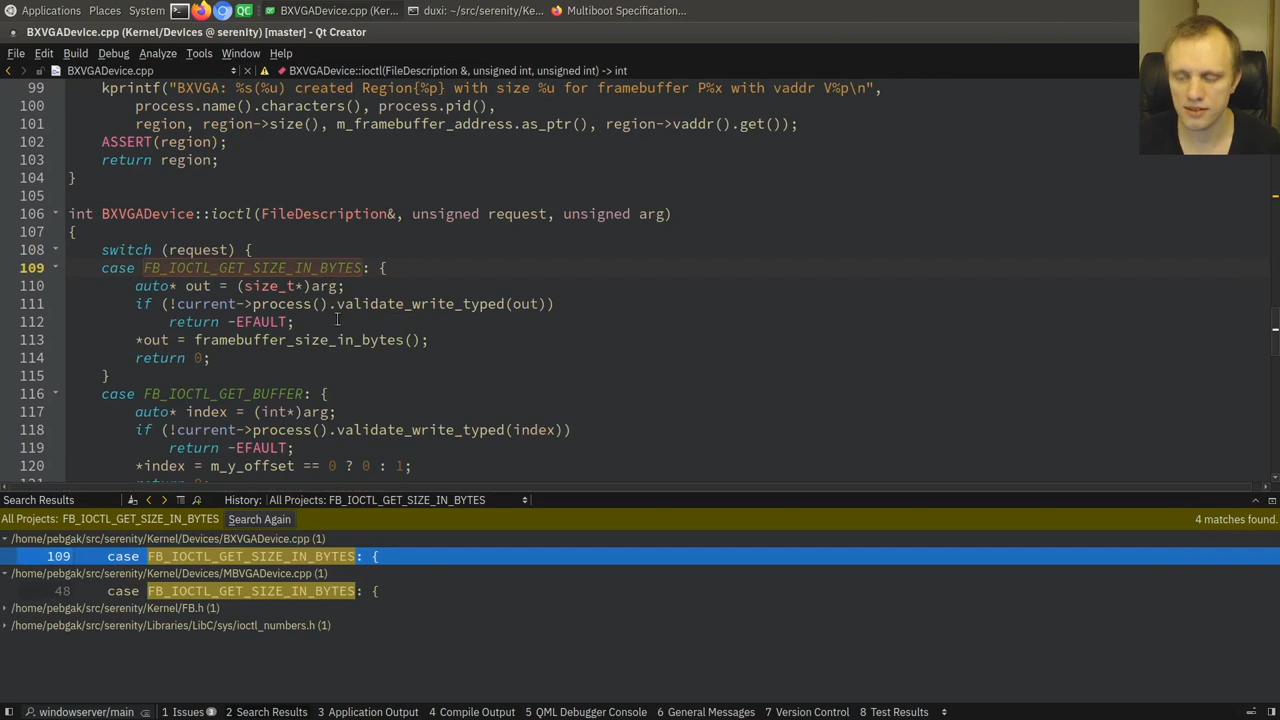 Applications Places System QC QC BXVGADevice.cpp (Ker... duxi: ~/src/serenity/Ke... Multiboot Specification...
BXVGADevice.cpp (Kernel/Devices @ serenity) [master] - Qt Creator
File Edit Build Debug Analyze Tools Window Help
BXVGADevice.cpp BXVGADevice::ioctl(FileDescription &, unsigned int, unsigned int) -> int
99 kprintf("BXVGA: %s(%u) created Region{%p} with size %u for framebuffer P%x with vaddr V%p\n",
100 process.name().characters(), process.pid(),
101 region, region->size(), m_framebuffer_address.as_ptr(), region->vaddr().get());
102 ASSERT(region);
103 return region;
104 }
105
106 int BXVGADevice::ioctl(FileDescription&, unsigned request, unsigned arg)
107 {
108 switch (request) {
109 case FB_IOCTL_GET_SIZE_IN_BYTES: {
110 auto* out = (size_t*)arg;
111 if (!current->process().validate_write_typed(out))
112 return -EFAULT;
113 *out = framebuffer_size_in_bytes();
114 return 0;
115 }
116 case FB_IOCTL_GET_BUFFER: {
117 auto* index = (int*)arg;
118 if (!current->process().validate_write_typed(index))
119 return -EFAULT;
120 *index = m_y_offset == 0 ? 0 : 1;
Search Results History: All Projects: FB_IOCTL_GET_SIZE_IN_BYTES
All Projects: FB_IOCTL_GET_SIZE_IN_BYTES Search Again 4 matches found.
/home/pebgak/src/serenity/Kernel/Devices/BXVGADevice.cpp (1)
109 case FB_IOCTL_GET_SIZE_IN_BYTES: {
/home/pebgak/src/serenity/Kernel/Devices/MBVGADevice.cpp (1)
48 case FB_IOCTL_GET_SIZE_IN_BYTES: {
/home/pebgak/src/serenity/Kernel/FB.h (1)
/home/pebgak/src/serenity/Libraries/LibC/sys/ioctl_numbers.h (1)
windowserver/main 1 Issues 3 2 Search Results 3 Application Output 4 Compile Output 5 QML Debugger Console 6 General Messages 7 Version Control 8 Test Results